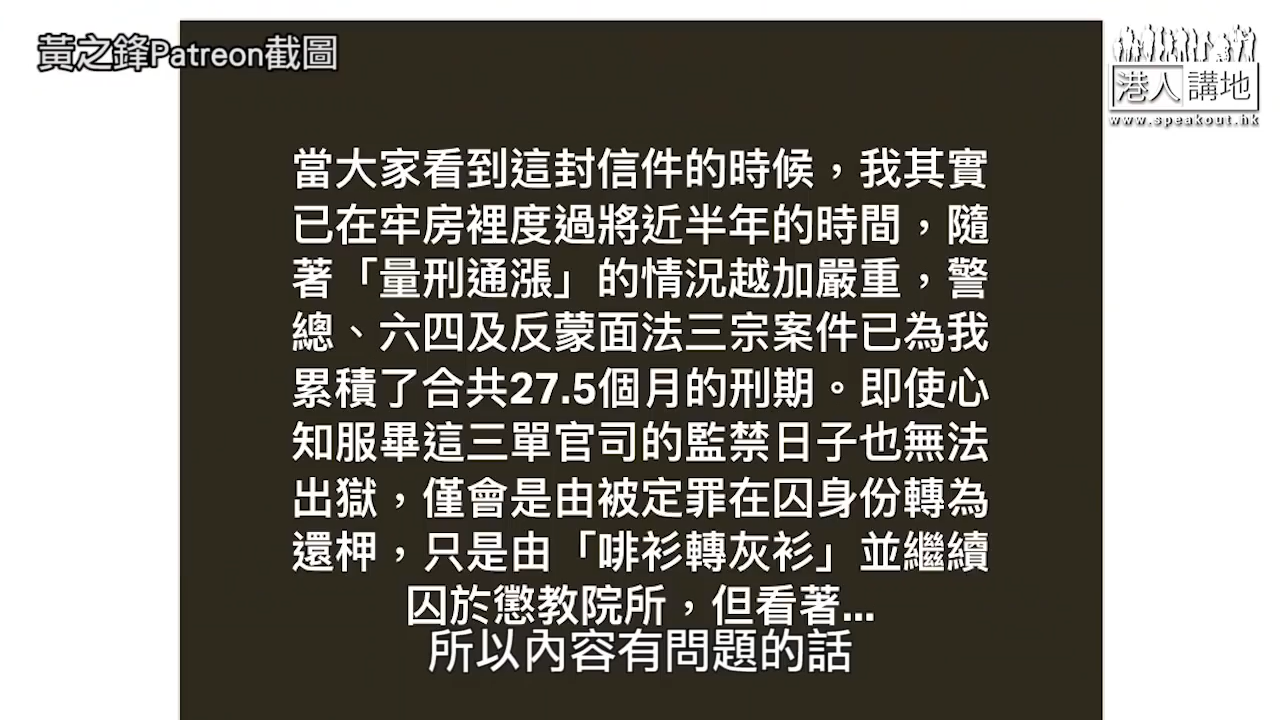 黃之鋒Patreon截圖
港人講地
www.speakout.hk
當大家看到這封信件的時候，我其實
已在牢房裡度過將近半年的時間，隨
著「量刑通漲」的情況越加嚴重，警
總、六四及反蒙面法三宗案件已為我
累積了合共27.5個月的刑期。即使心
知服畢這三單官司的監禁日子也無法
出獄，僅會是由被定罪在囚身份轉為
還柙，只是由「啡衫轉灰衫」並繼續
囚於懲教院所，但看著...
所以內容有問題的話